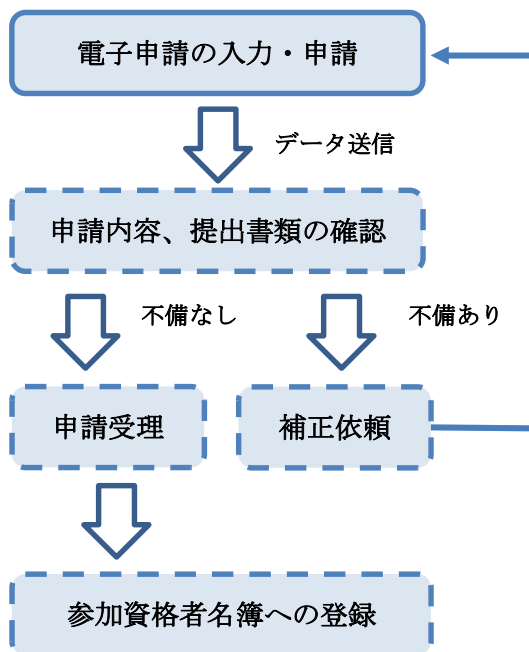 電子申請の入力・申請
データ送信
申請内容、提出書類の確認
不備なし
不備あり
申請受理
補正依頼
参加資格者名簿への登録